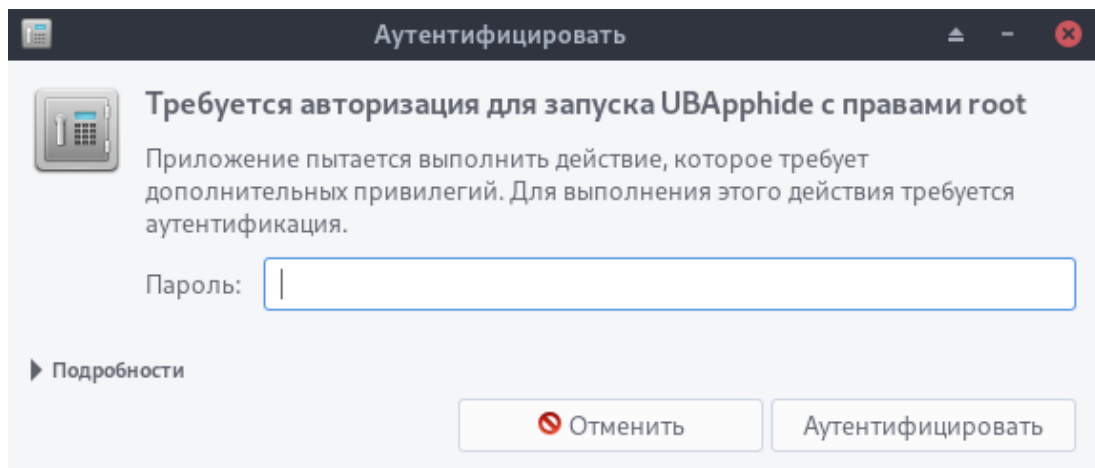 Аутентифицировать
Требуется авторизация для запуска UBApphide с правами root
Приложение пытается выполнить действие, которое требует
дополнительных привилегий. Для выполнения этого действия требуется
аутентификация.
Пароль:
Подробности
Отменить
Аутентифицировать